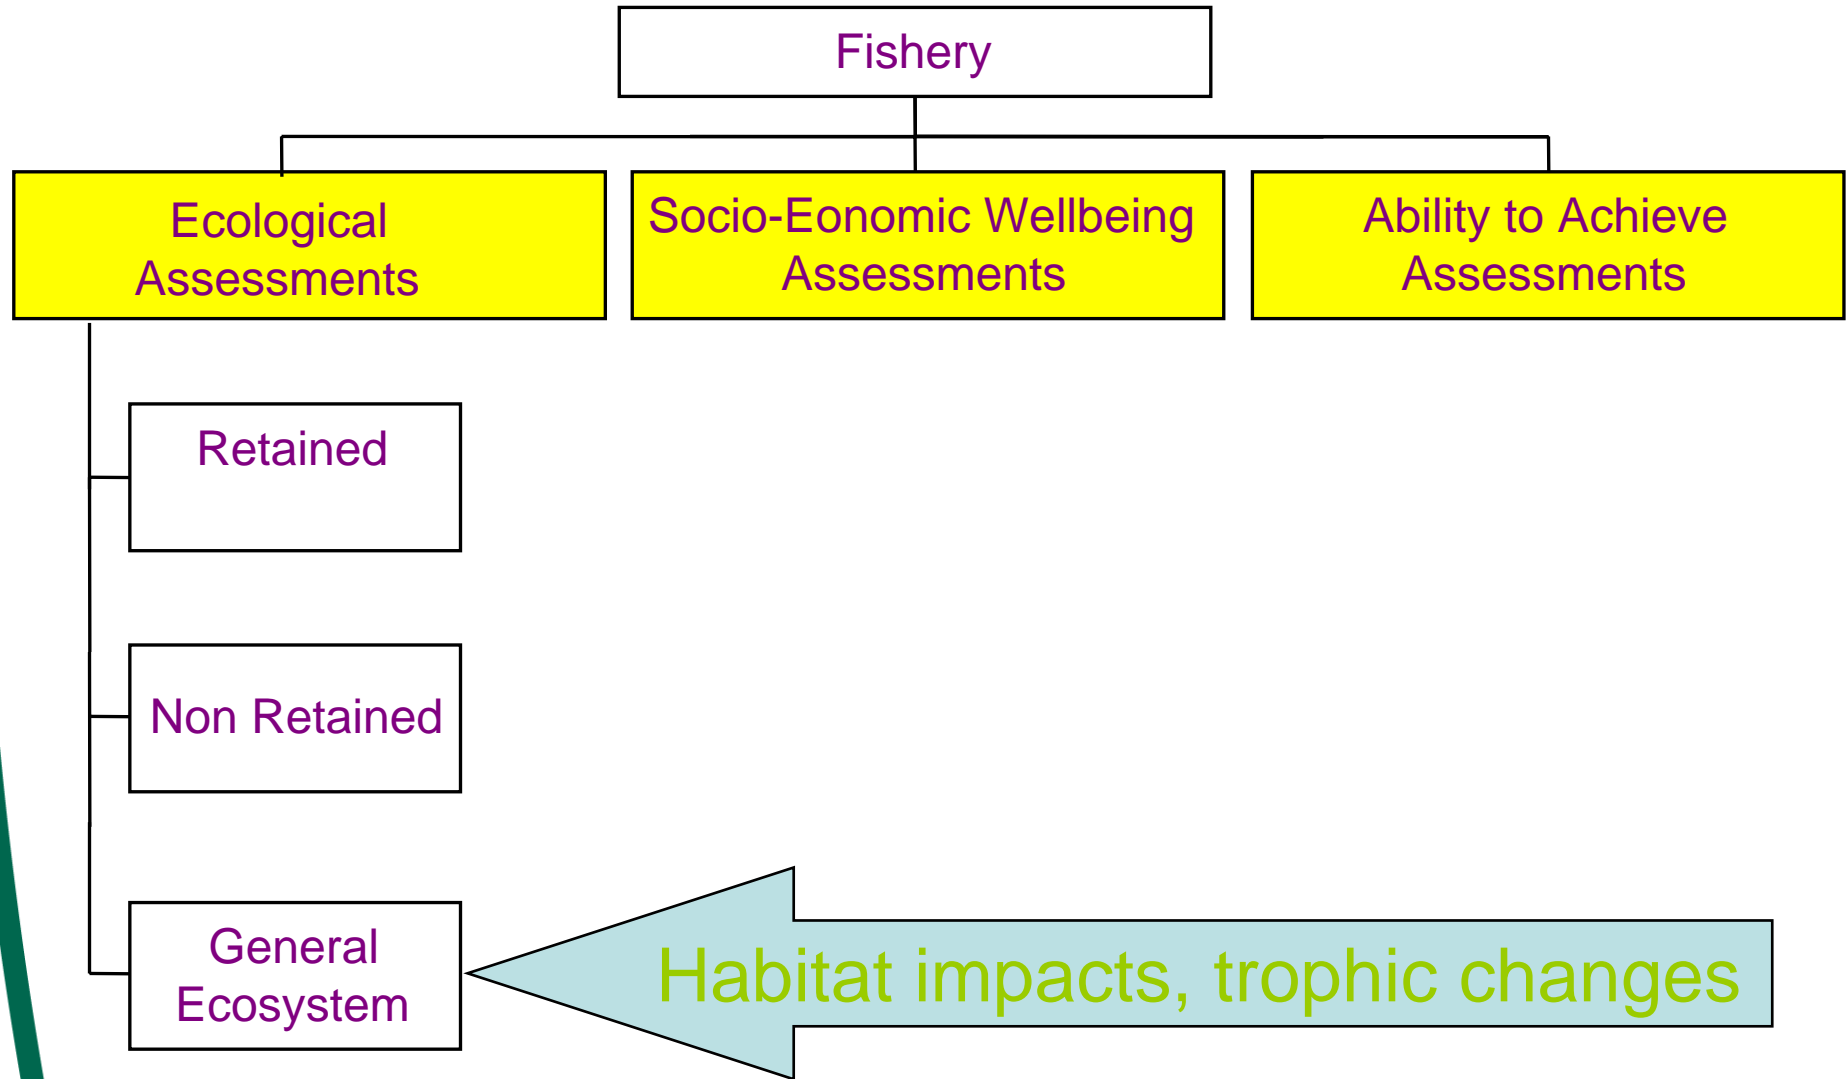 Fishery
Ecological
Assessments
Socio-Eonomic Wellbeing
Assessments
Ability to Achieve
Assessments
Retained
Non Retained
General
Ecosystem
Habitat impacts, trophic changes